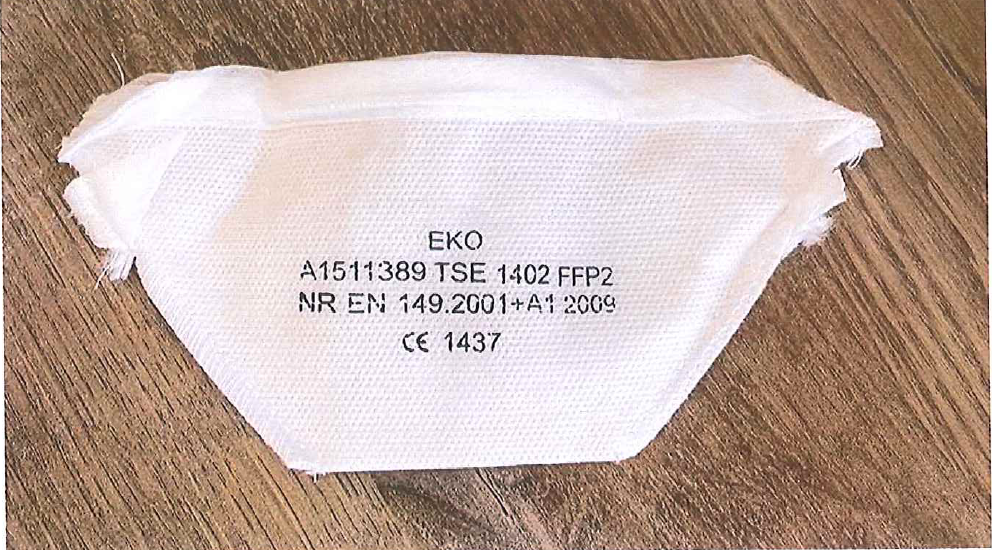 EKO
A1511389 TSE 1402 FFP2
NR EN 149.2001+A1 2009
CE 1437